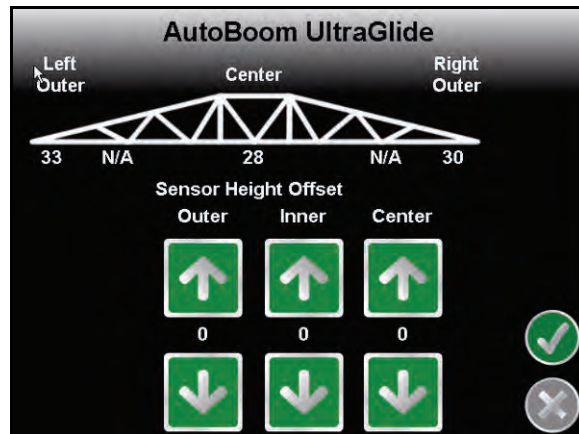 AutoBoom UltraGlide
Left Outer
Center
Right Outer
33 N/A 28 N/A 30
Sensor Height Offset
Outer Inner Center
0 0 0